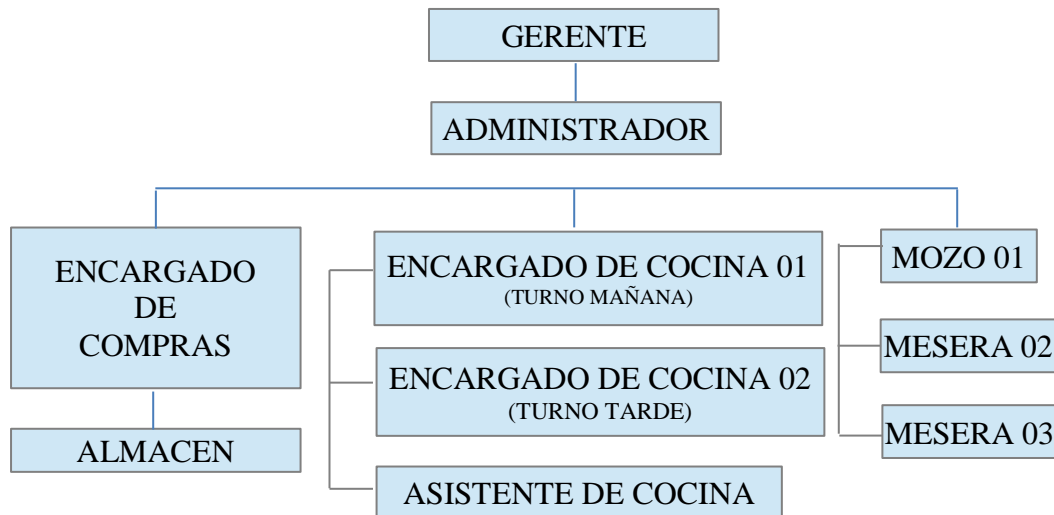 GERENTE
ADMINISTRADOR
ENCARGADO
DE
COMPRAS
ALMACEN
ENCARGADO DE COCINA 01
(TURNO MAÑANA)
ENCARGADO DE COCINA 02
(TURNO TARDE)
ASISTENTE DE COCINA
MOZO 01
MESERA 02
MESERA 03